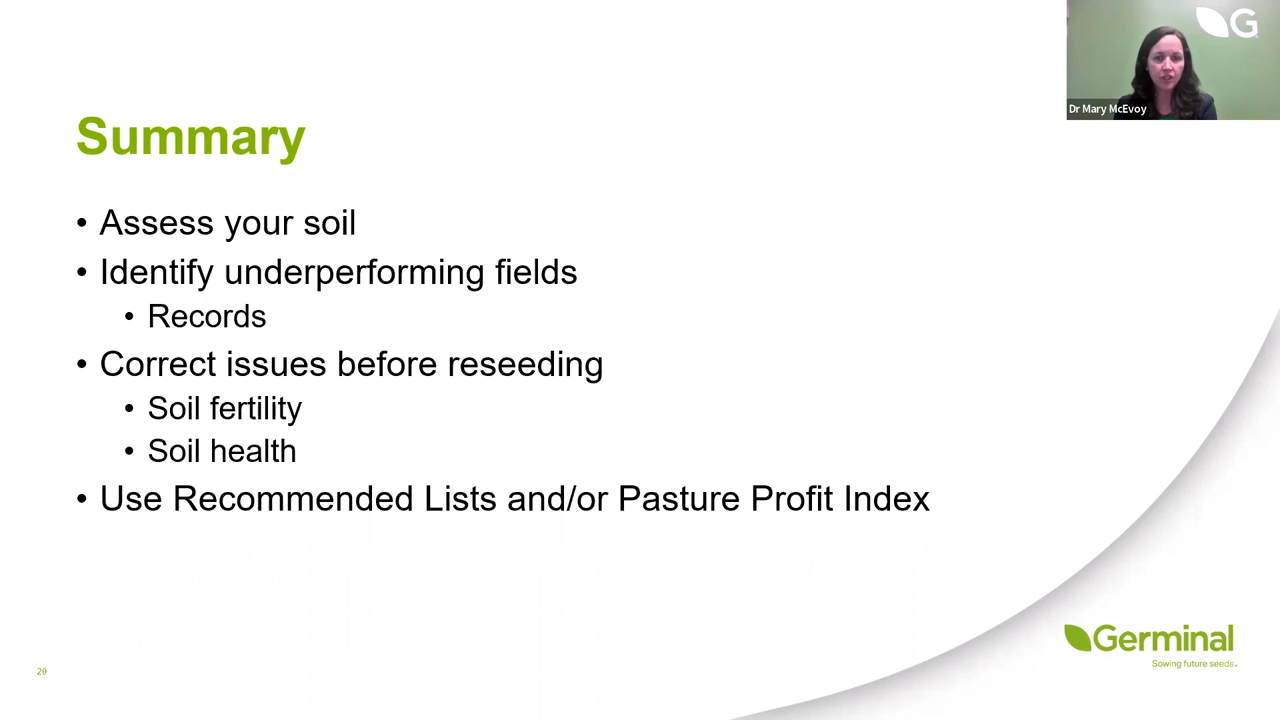 G
Dr Mary McEvoy
Summary
• Assess your soil
• Identify underperforming fields
• Records
• Correct issues before reseeding
• Soil fertility
• Soil health
• Use Recommended Lists and/or Pasture Profit Index
Germinal
Sowing future seeds.
20